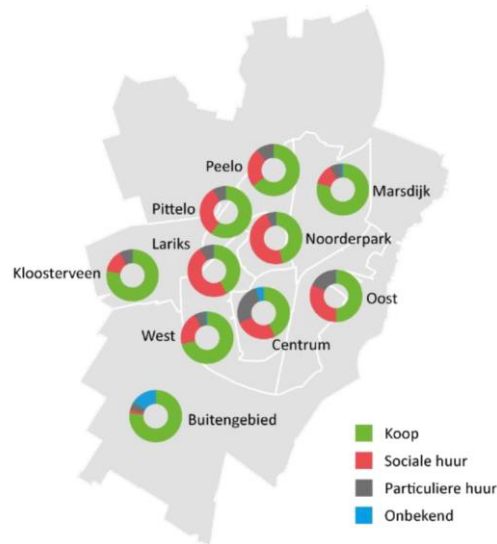 Peelo
Marsdijk
Pittelo
Noorderpark
Lariks
Kloosterveen
Oost
West
Centrum
Buitengebied
Koop
Sociale huur
Particuliere huur
Onbekend